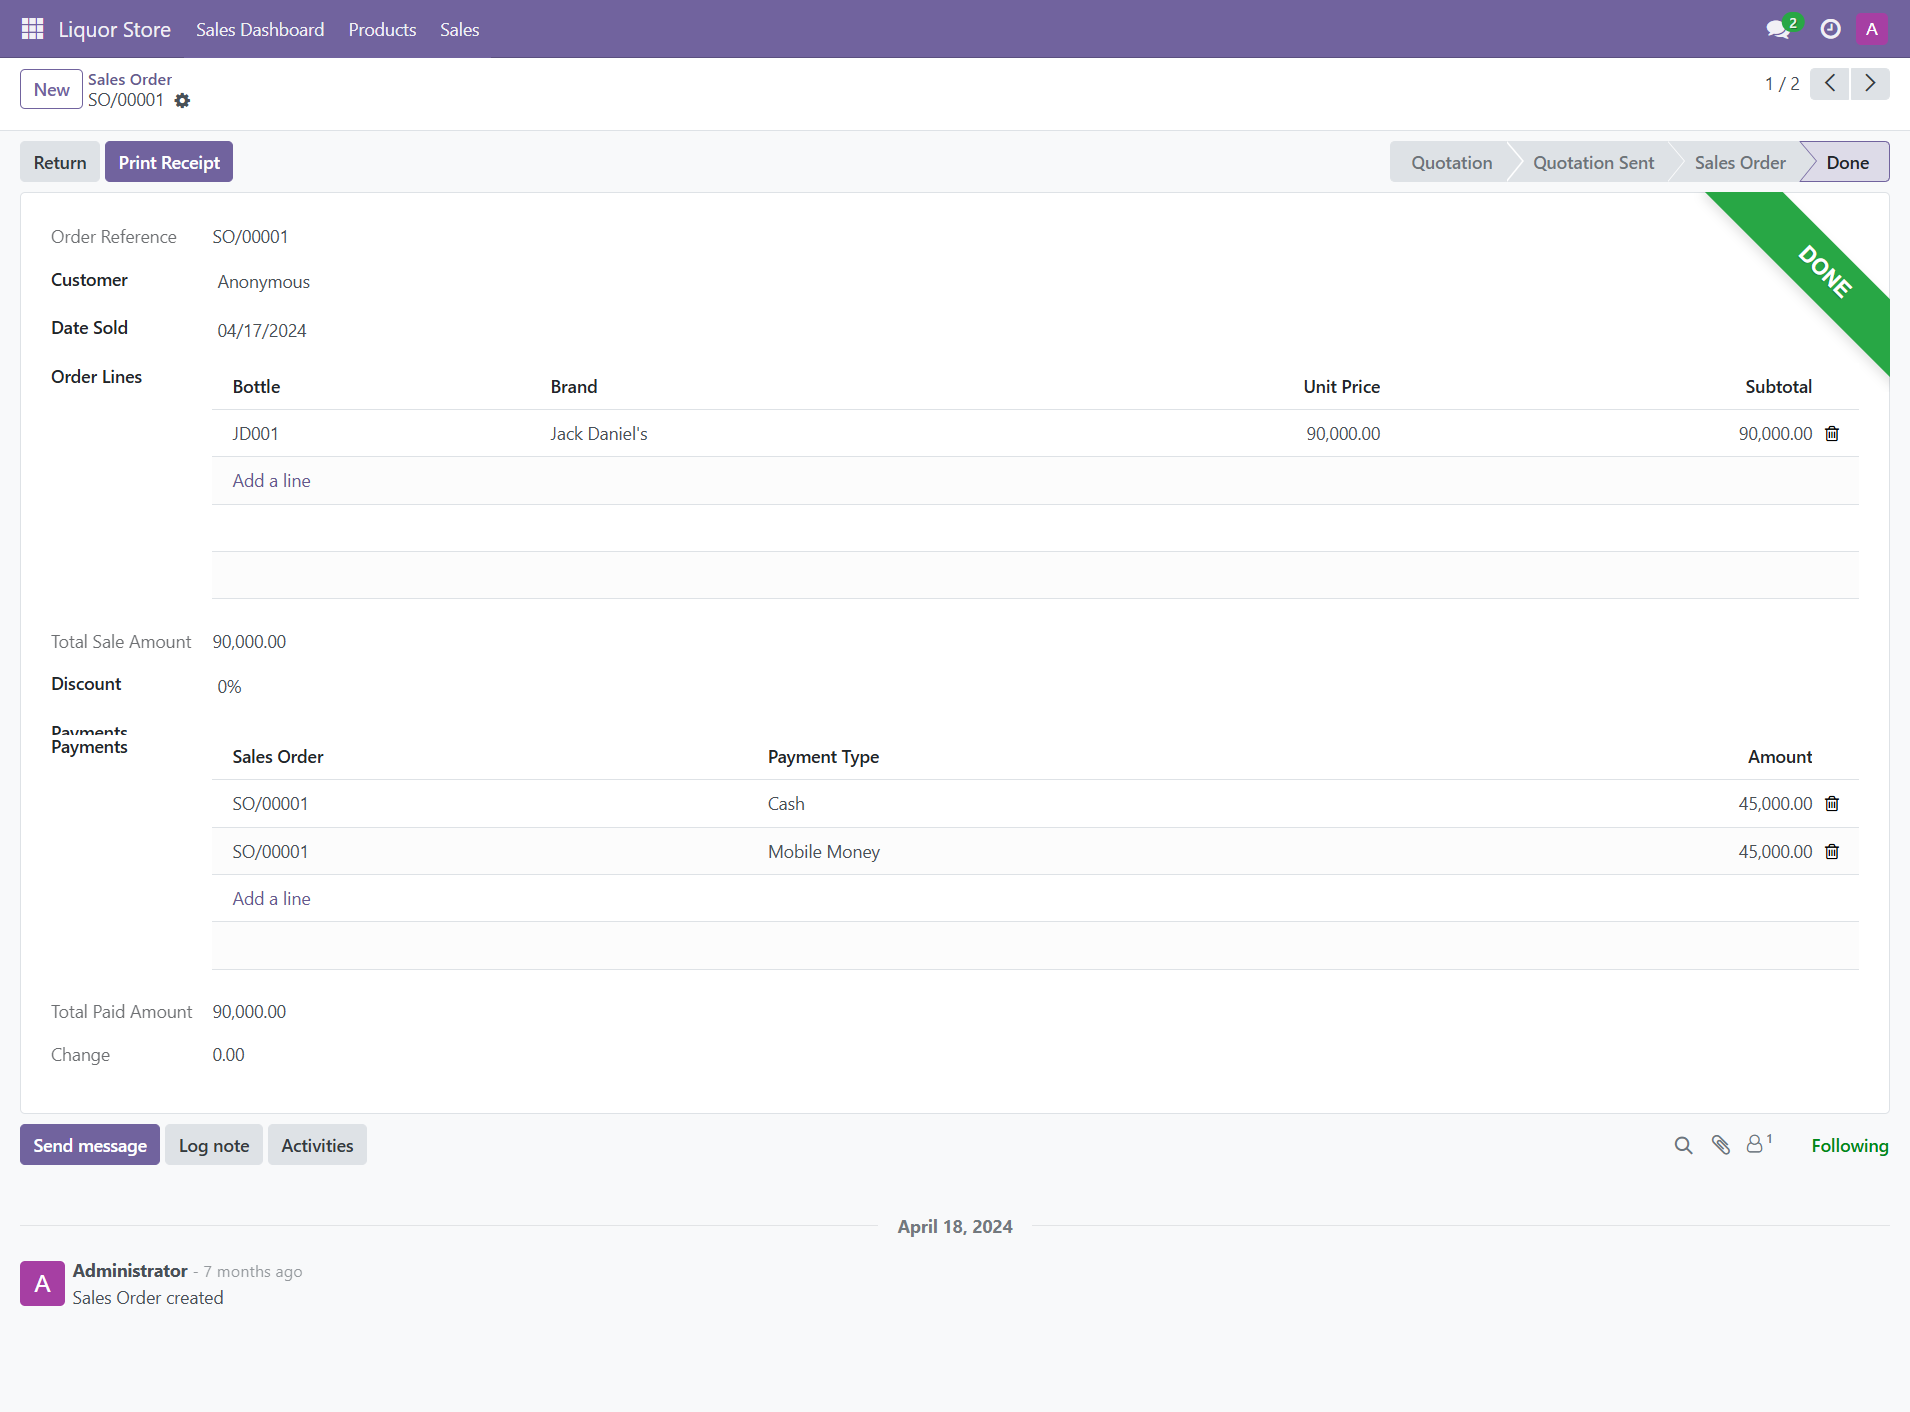 Liquor Store Sales Dashboard Products Sales 2 A
New Sales Order 1 / 2
SO/00001
Return Print Receipt Quotation Quotation Sent Sales Order Done
DONE
Order Reference SO/00001
Customer Anonymous
Date Sold 04/17/2024
Order Lines
Bottle Brand Unit Price Subtotal
JD001 Jack Daniel's 90,000.00 90,000.00
Add a line
Total Sale Amount 90,000.00
Discount 0%
Payments
Payments
Sales Order Payment Type Amount
SO/00001 Cash 45,000.00
SO/00001 Mobile Money 45,000.00
Add a line
Total Paid Amount 90,000.00
Change 0.00
Send message Log note Activities 1 Following
April 18, 2024
A Administrator - 7 months ago
Sales Order created